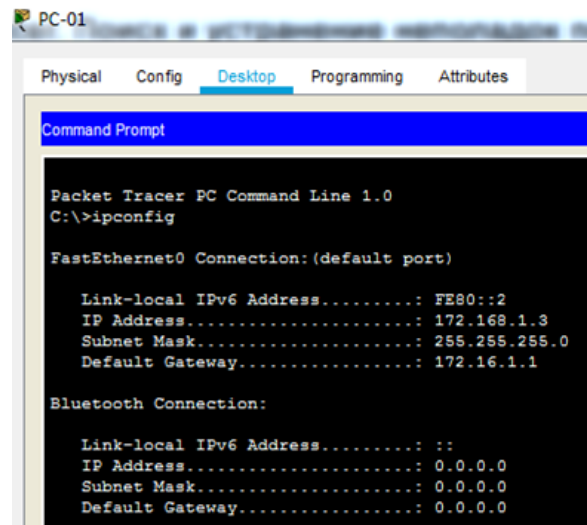 PC-01
Physical Config Desktop Programming Attributes
Command Prompt
Packet Tracer PC Command Line 1.0
C:\>ipconfig
FastEthernet0 Connection:(default port)
Link-local IPv6 Address.........: FE80::2
IP Address......................: 172.168.1.3
Subnet Mask.....................: 255.255.255.0
Default Gateway.................: 172.16.1.1
Bluetooth Connection:
Link-local IPv6 Address.........: ::
IP Address......................: 0.0.0.0
Subnet Mask.....................: 0.0.0.0
Default Gateway.................: 0.0.0.0